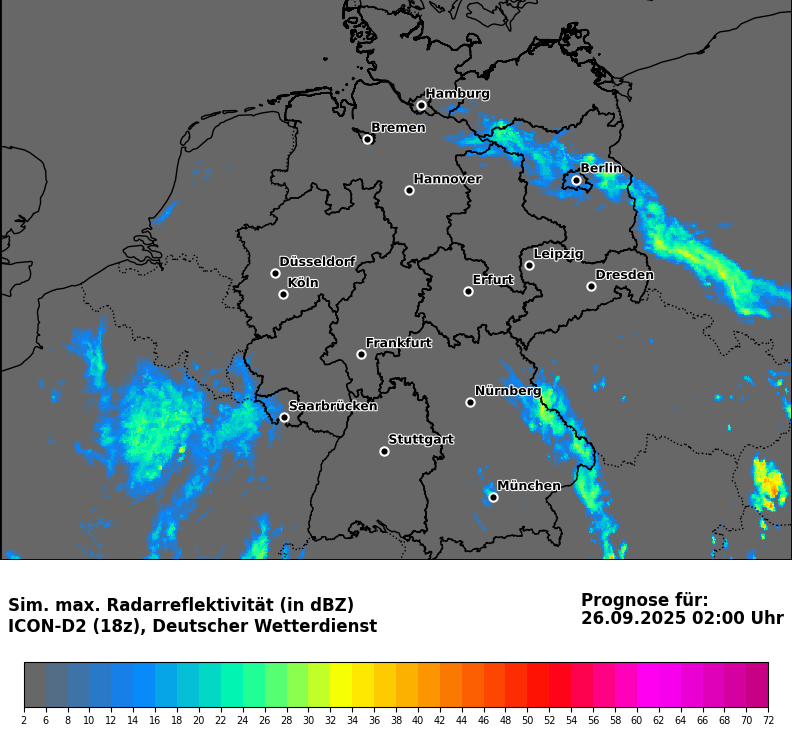 Hamburg
Bremen
Berlin
Hannover
Düsseldorf
Leipzig
Köln
Erfurt
Dresden
Frankfurt
Nürnberg
Saarbrücken
Stuttgart
München
Sim. max. Radarreflektivität (in dBZ)
ICON-D2 (18z), Deutscher Wetterdienst
Prognose für:
26.09.2025 02:00 Uhr
2 6 8 10 12 14 16 18 20 22 24 26 28 30 32 34 36 38 40 42 44 46 48 50 52 54 56 58 60 62 64 66 68 70 72